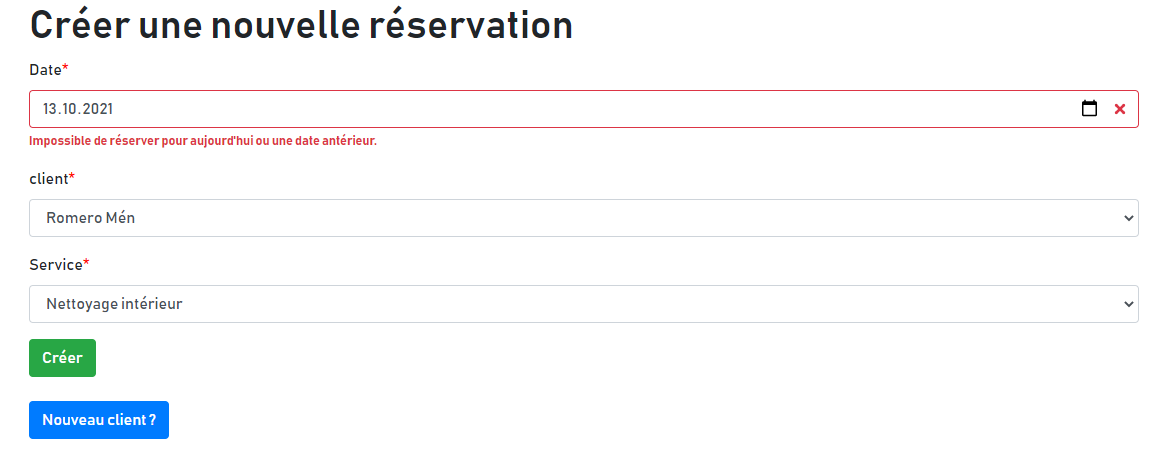 Créer une nouvelle réservation
Date*
13.10.2021
Impossible de réserver pour aujourd'hui ou une date antérieur.
client*
Romero Mén
Service*
Nettoyage intérieur
Créer
Nouveau client ?